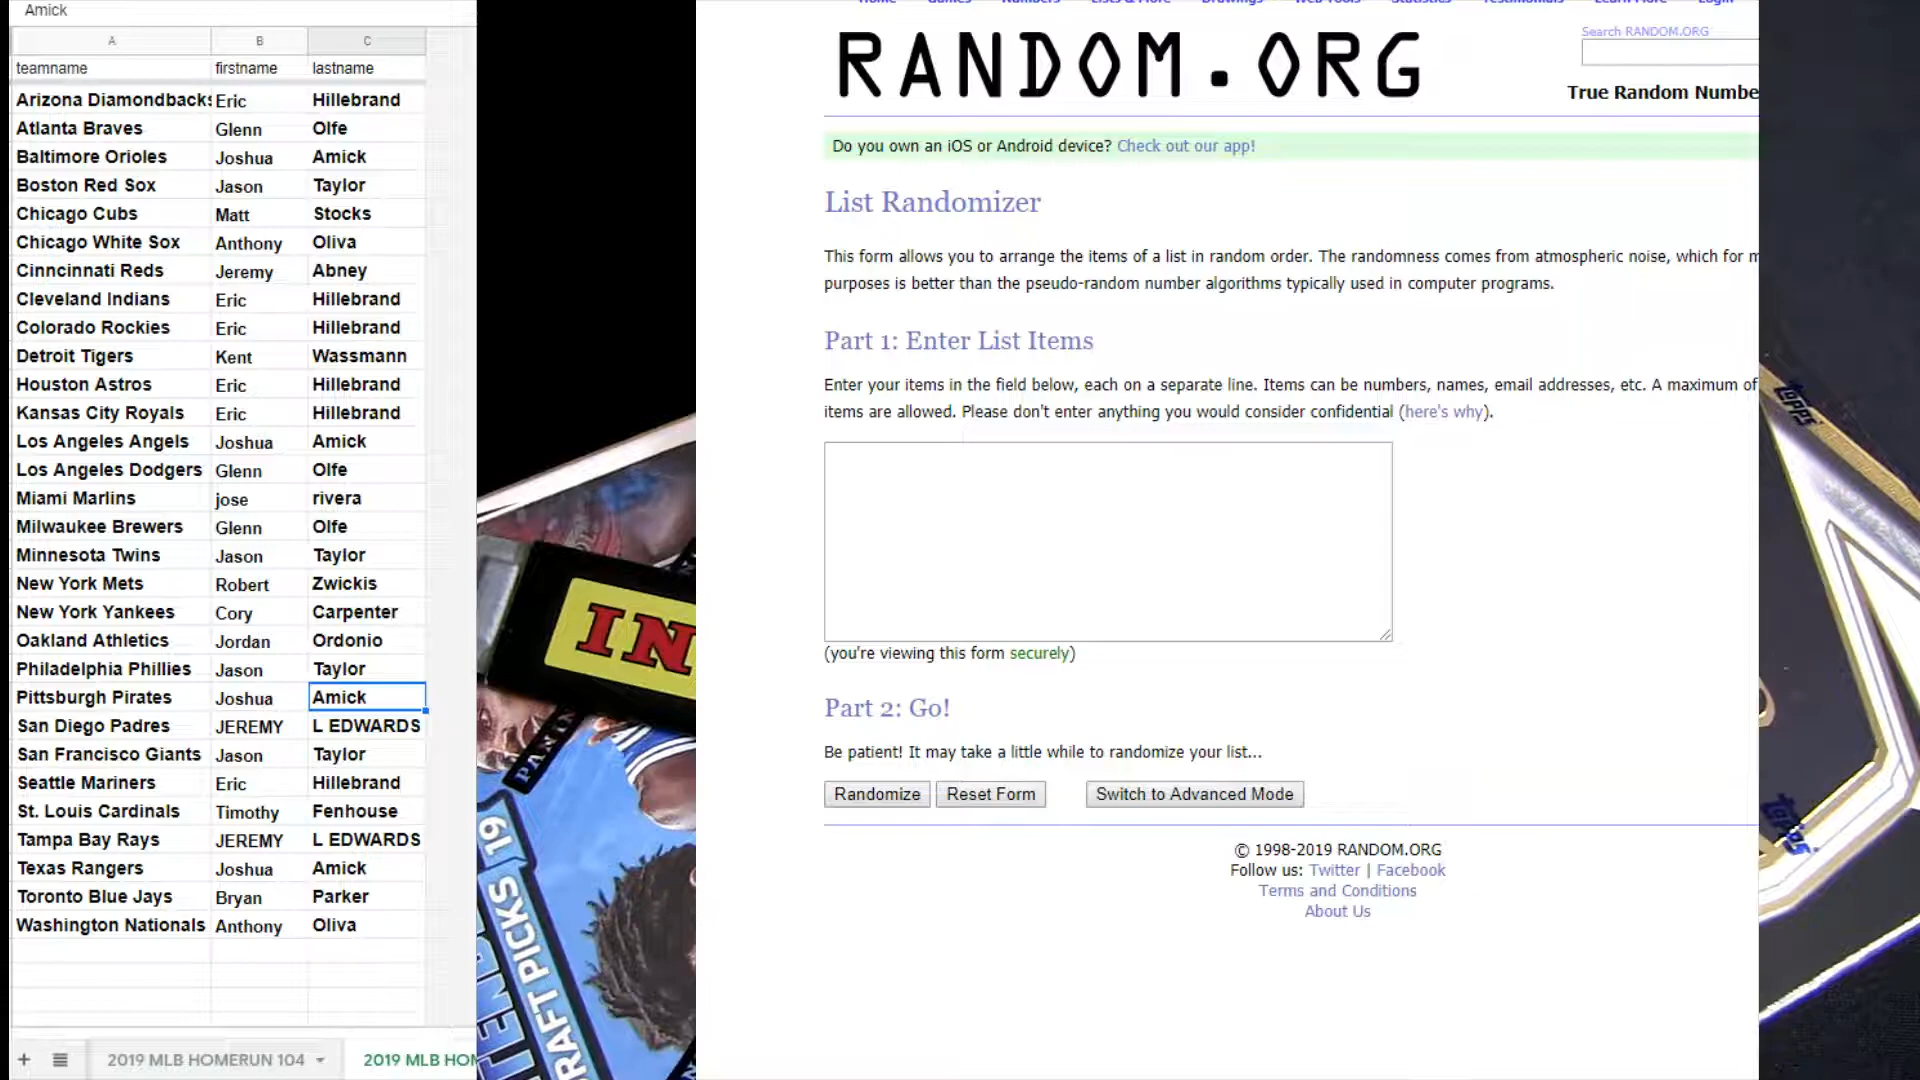 Amick
A B C
teamname firstname lastname
Arizona Diamondbacks Eric Hillebrand
Atlanta Braves Glenn Olfe
Baltimore Orioles Joshua Amick
Boston Red Sox Jason Taylor
Chicago Cubs Matt Stocks
Chicago White Sox Anthony Oliva
Cinncinnati Reds Jeremy Abney
Cleveland Indians Eric Hillebrand
Colorado Rockies Eric Hillebrand
Detroit Tigers Kent Wassmann
Houston Astros Eric Hillebrand
Kansas City Royals Eric Hillebrand
Los Angeles Angels Joshua Amick
Los Angeles Dodgers Glenn Olfe
Miami Marlins jose rivera
Milwaukee Brewers Glenn Olfe
Minnesota Twins Jason Taylor
New York Mets Robert Zwickis
New York Yankees Cory Carpenter
Oakland Athletics Jordan Ordonio
Philadelphia Phillies Jason Taylor
Pittsburgh Pirates Joshua Amick
San Diego Padres JEREMY L EDWARDS
San Francisco Giants Jason Taylor
Seattle Mariners Eric Hillebrand
St. Louis Cardinals Timothy Fenhouse
Tampa Bay Rays JEREMY L EDWARDS
Texas Rangers Joshua Amick
Toronto Blue Jays Bryan Parker
Washington Nationals Anthony Oliva
2019 MLB HOMERUN 104 2019 MLB HOM
IN
PANINI
DRAFT PICKS 19
Home Games Numbers Lists & More Drawings Web Tools Statistics Testimonials Learn More Login
RANDOM.ORG
Search RANDOM.ORG
True Random Numbe
Do you own an iOS or Android device? Check out our app!
List Randomizer
This form allows you to arrange the items of a list in random order. The randomness comes from atmospheric noise, which for m
purposes is better than the pseudo-random number algorithms typically used in computer programs.
Part 1: Enter List Items
Enter your items in the field below, each on a separate line. Items can be numbers, names, email addresses, etc. A maximum of
items are allowed. Please don't enter anything you would consider confidential (here's why).
(you're viewing this form securely)
Part 2: Go!
Be patient! It may take a little while to randomize your list...
Randomize Reset Form Switch to Advanced Mode
© 1998-2019 RANDOM.ORG
Follow us: Twitter | Facebook
Terms and Conditions
About Us
topps
topps